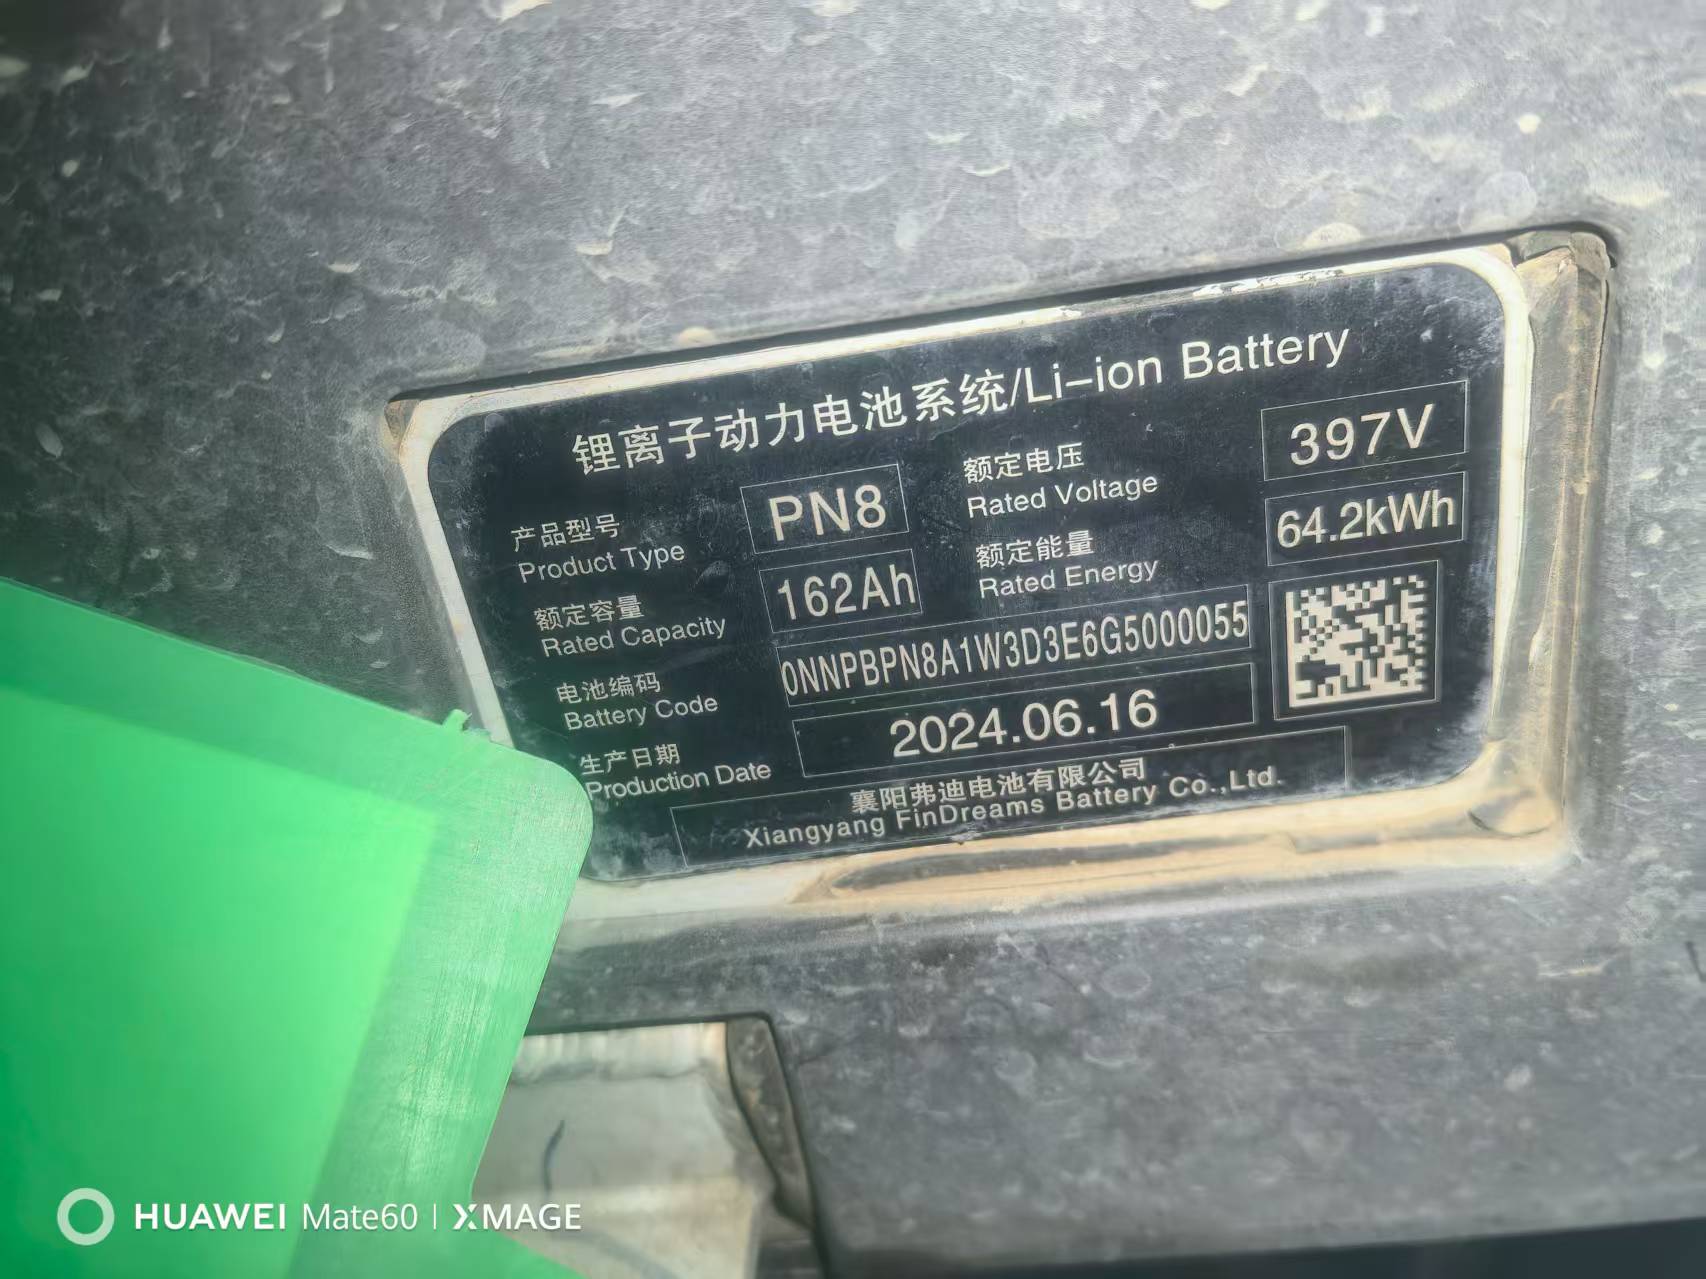 锂离子动力电池系统/Li-ion Battery
产品型号 PN8 额定电压 397V
Product Type Rated Voltage
额定容量 162Ah 额定能量 64.2kWh
Rated Capacity Rated Energy
电池编码 0NNPBPN8A1W3D3E6G5000055
Battery Code
生产日期 2024.06.16
Production Date
襄阳弗迪电池有限公司
Xiangyang FinDreams Battery Co.,Ltd.
HUAWEI Mate60 | XMAGE